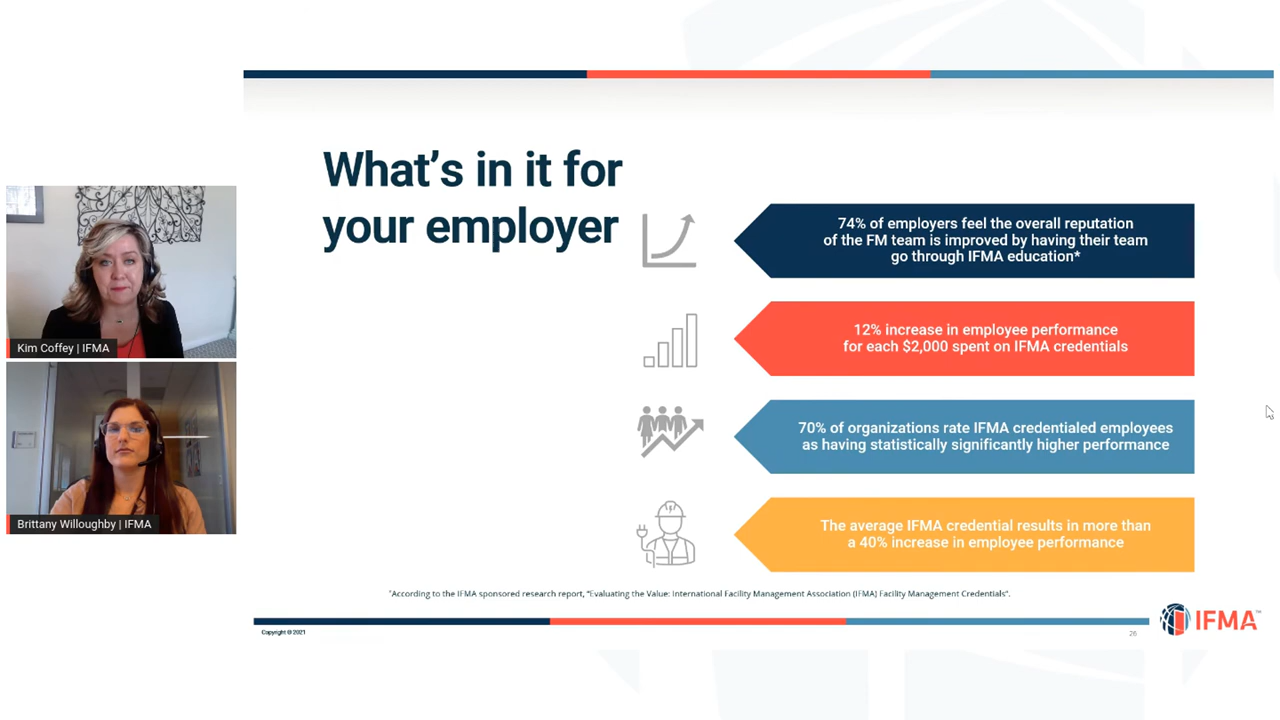 What's in it for
your employer
74% of employers feel the overall reputation
of the FM team is improved by having their team
go through IFMA education*
12% increase in employee performance
for each $2,000 spent on IFMA credentials
70% of organizations rate IFMA credentialed employees
as having statistically significantly higher performance
The average IFMA credential results in more than
a 40% increase in employee performance
*According to the IFMA sponsored research report, "Evaluating the Value: International Facility Management Association (IFMA) Facility Management Credentials".
Copyright © 2021
26
IFMA™
Kim Coffey | IFMA
Brittany Willoughby | IFMA